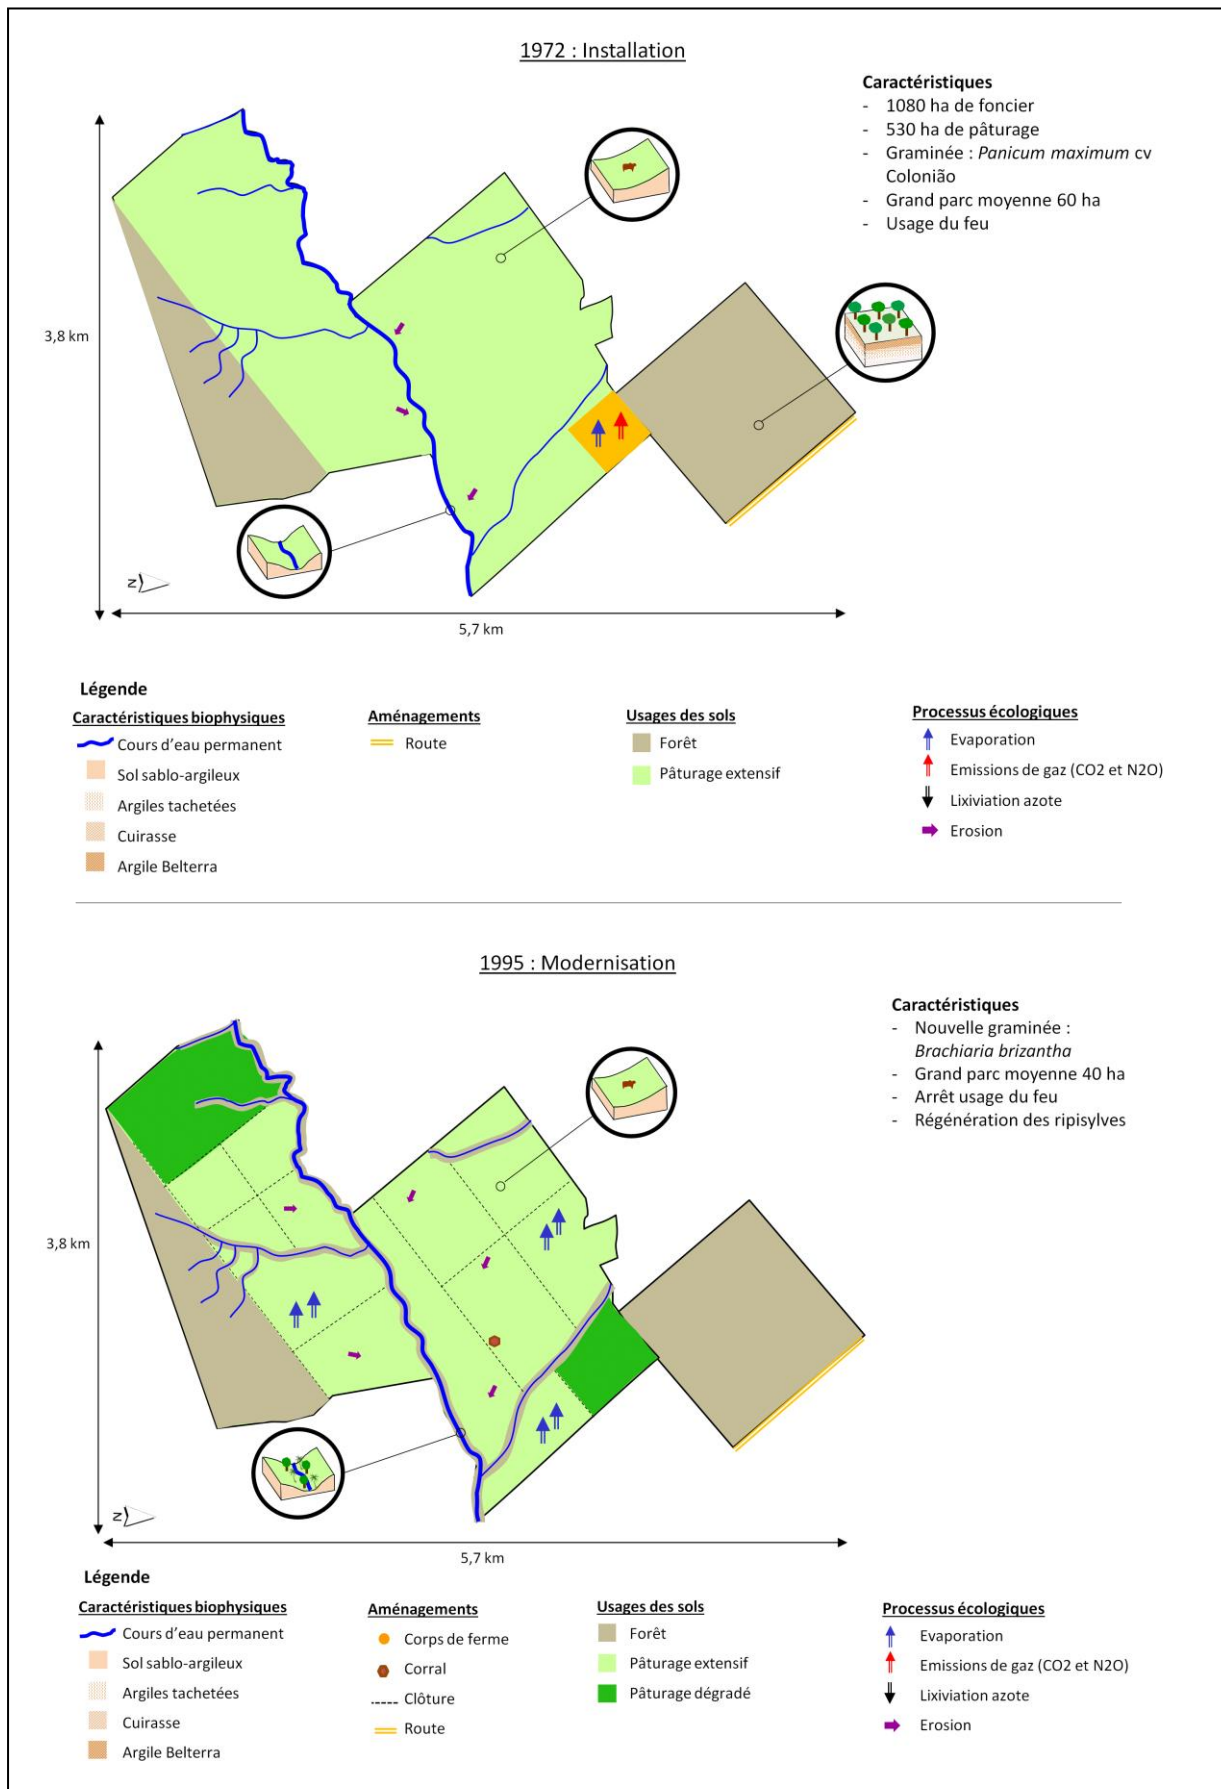 1972 : Installation
Caractéristiques
- 1080 ha de foncier
- 530 ha de pâturage
- Graminée : Panicum maximum cv
Colonião
- Grand parc moyenne 60 ha
- Usage du feu
3,8 km
N
5,7 km
Légende
Caractéristiques biophysiques
Cours d'eau permanent
Sol sablo-argileux
Argiles tachetées
Cuirasse
Argile Belterra
Aménagements
Route
Usages des sols
Forêt
Pâturage extensif
Processus écologiques
Evaporation
Emissions de gaz (CO2 et N2O)
Lixiviation azote
Erosion
1995 : Modernisation
Caractéristiques
- Nouvelle graminée :
Brachiaria brizantha
- Grand parc moyenne 40 ha
- Arrêt usage du feu
- Régénération des ripisylves
3,8 km
N
5,7 km
Légende
Caractéristiques biophysiques
Cours d'eau permanent
Sol sablo-argileux
Argiles tachetées
Cuirasse
Argile Belterra
Aménagements
Corps de ferme
Corral
Clôture
Route
Usages des sols
Forêt
Pâturage extensif
Pâturage dégradé
Processus écologiques
Evaporation
Emissions de gaz (CO2 et N2O)
Lixiviation azote
Erosion